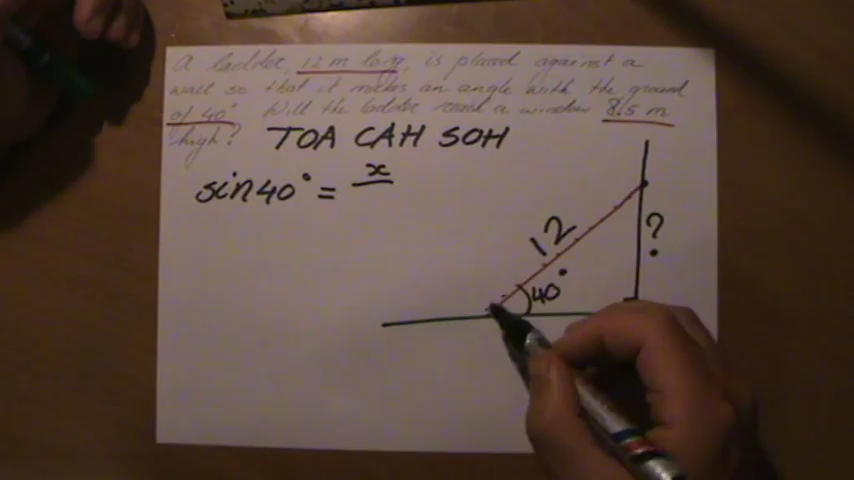 A ladder, 12 m long, is placed against a
wall so that it makes an angle with the ground
of 40° Will the ladder reach a window 8.5 m
high?
TOA CAH SOH
sin40° = x
12
40°
?